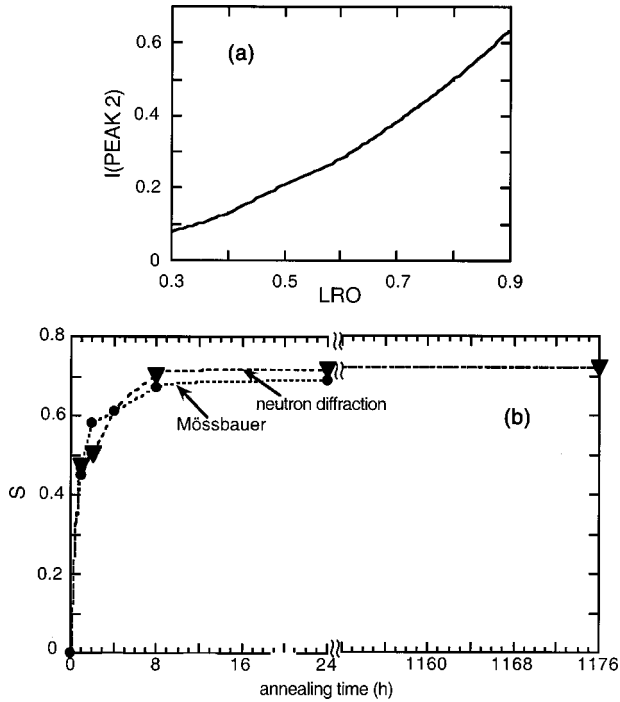 (a)
I(PEAK 2)
0.6
0.4
0.2
0
0.3
0.5
0.7
0.9
LRO
(b)
S
0.8
0.6
0.4
0.2
0
neutron diffraction
Mössbauer
0
8
16
24
1160
1168
1176
annealing time (h)